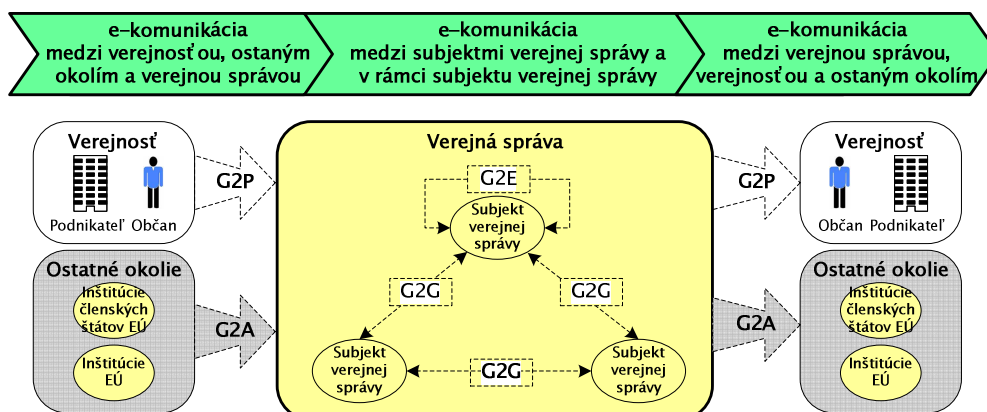 e-komunikácia
medzi verejnosťou, ostaným
okolím a verejnou správou
e-komunikácia
medzi subjektmi verejnej správy a
v rámci subjektu verejnej správy
e-komunikácia
medzi verejnou správou,
verejnosťou a ostaným okolím
Verejnosť
Podnikateľ Občan
G2P
Ostatné okolie
Inštitúcie
členských
štátov EÚ
Inštitúcie
EÚ
G2A
Verejná správa
G2E
Subjekt
verejnej
správy
G2G
G2G
Subjekt
verejnej
správy
G2G
Subjekt
verejnej
správy
G2P
G2A
Verejnosť
Občan Podnikateľ
Ostatné okolie
Inštitúcie
členských
štátov EÚ
Inštitúcie
EÚ